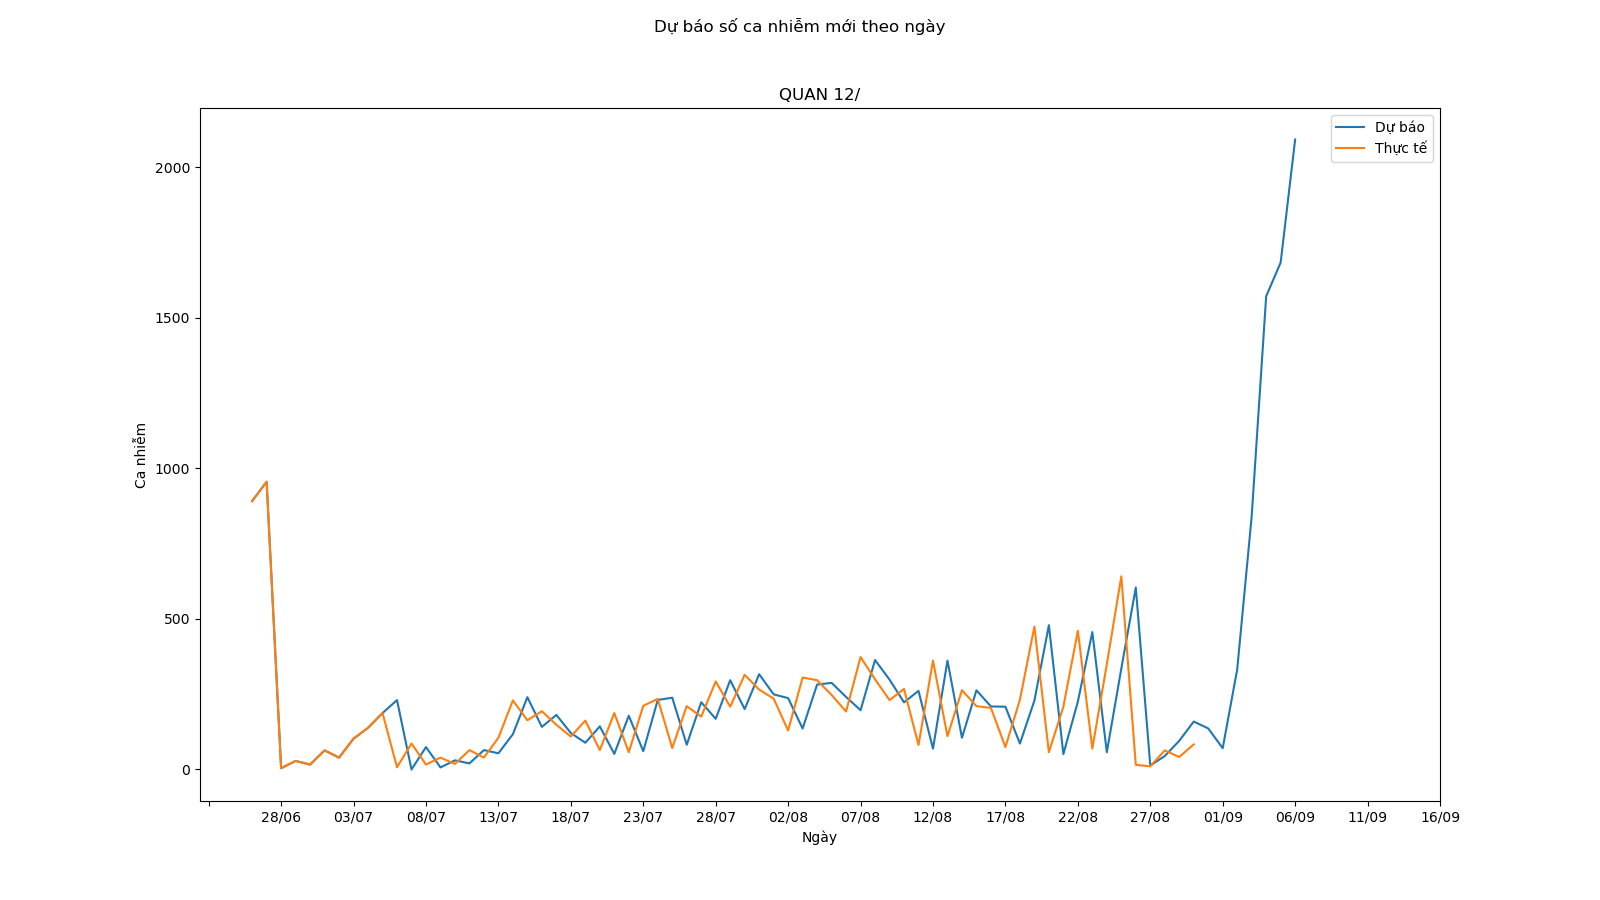 Dự báo số ca nhiễm mới theo ngày
QUAN 12/
Dự báo
Thực tế
2000
1500
1000
500
0
Ca nhiễm
28/06 03/07 08/07 13/07 18/07 23/07 28/07 02/08 07/08 12/08 17/08 22/08 27/08 01/09 06/09 11/09 16/09
Ngày